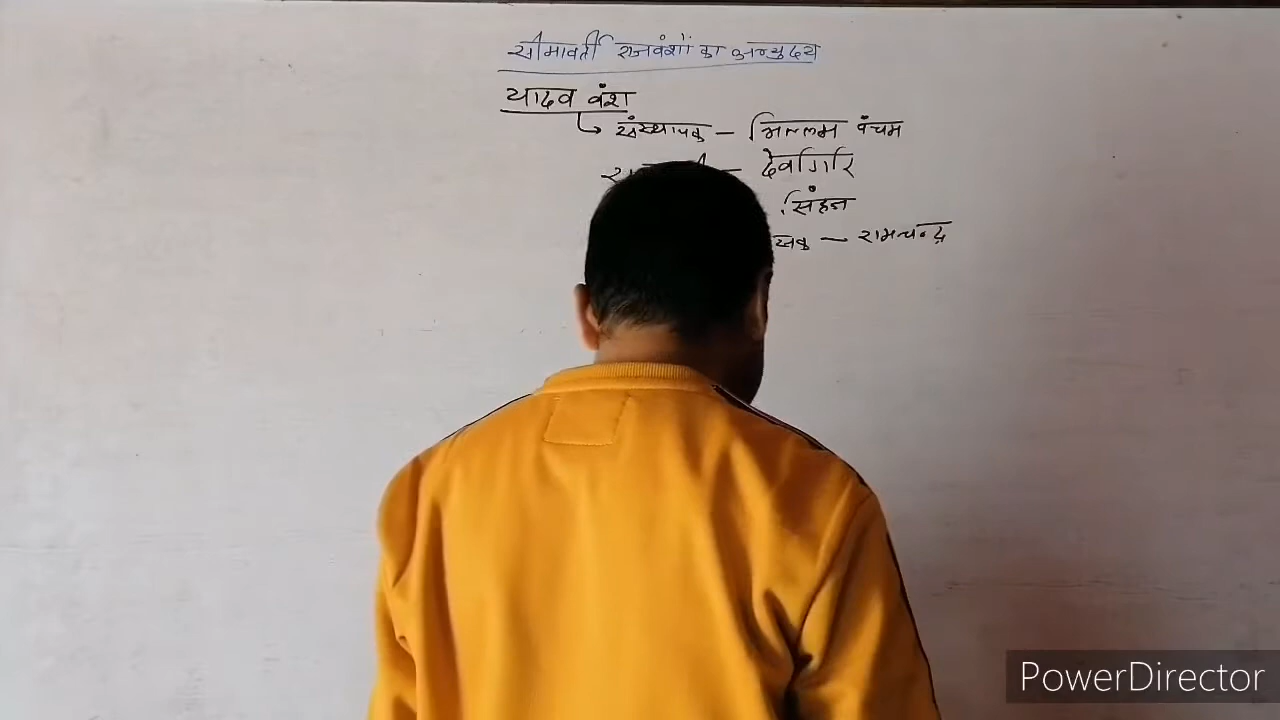 सीमावर्ती राजवंशों का अभ्युदय
यादव वंश
संस्थापक - भिल्लम पंचम
- देवगिरि
सिंहन
- रामचन्द्र
PowerDirector